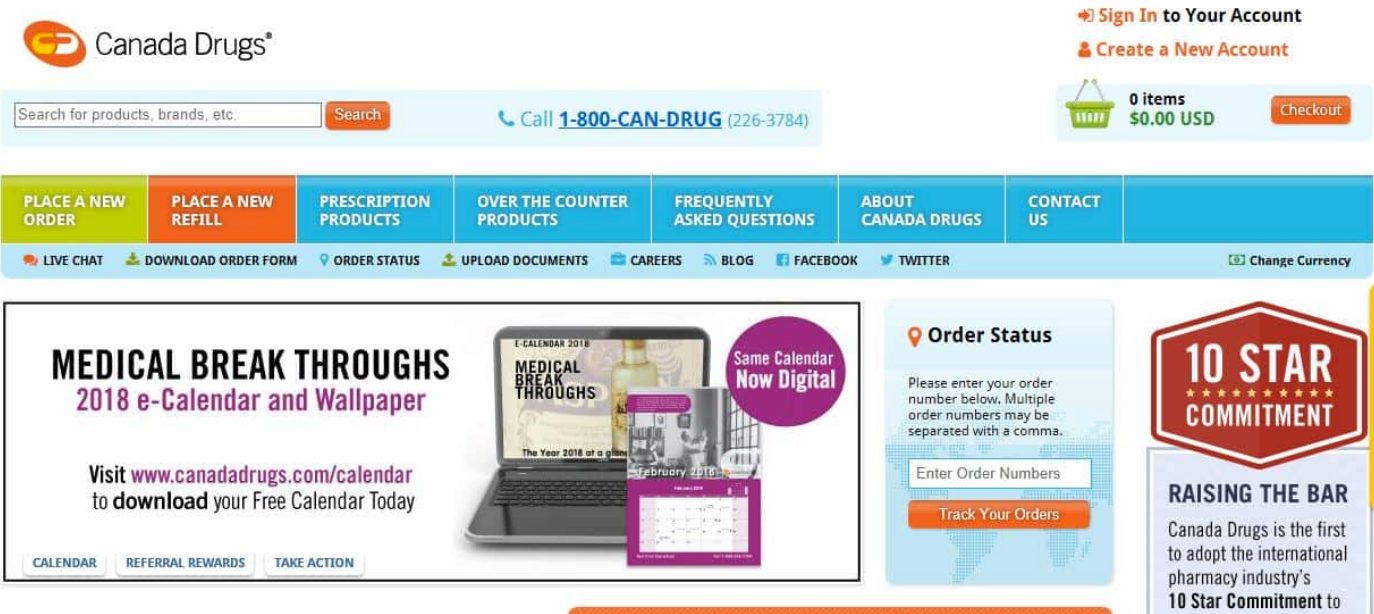 Sign In to Your Account
Canada Drugs®
Create a New Account
Search for products, brands, etc.
Search
Call 1-800-CAN-DRUG (226-3784)
0 items
$0.00 USD
Checkout
PLACE A NEW
ORDER
PLACE A NEW
REFILL
PRESCRIPTION
PRODUCTS
OVER THE COUNTER
PRODUCTS
FREQUENTLY
ASKED QUESTIONS
ABOUT
CANADA DRUGS
CONTACT
US
LIVE CHAT
DOWNLOAD ORDER FORM
ORDER STATUS
UPLOAD DOCUMENTS
CAREERS
BLOG
FACEBOOK
TWITTER
Change Currency
MEDICAL BREAK THROUGHS
2018 e-Calendar and Wallpaper
Visit www.canadadrugs.com/calendar
to download your Free Calendar Today
CALENDAR
REFERRAL REWARDS
TAKE ACTION
E-CALENDAR 2018
MEDICAL
BREAK
THROUGHS
The Year 2018 at a
February 2018
February 2018
Same Calendar
Now Digital
Order Status
Please enter your order
number below. Multiple
order numbers may be
separated with a comma.
Enter Order Numbers
Track Your Orders
10 STAR
COMMITMENT
RAISING THE BAR
Canada Drugs is the first
to adopt the international
pharmacy industry's
10 Star Commitment to